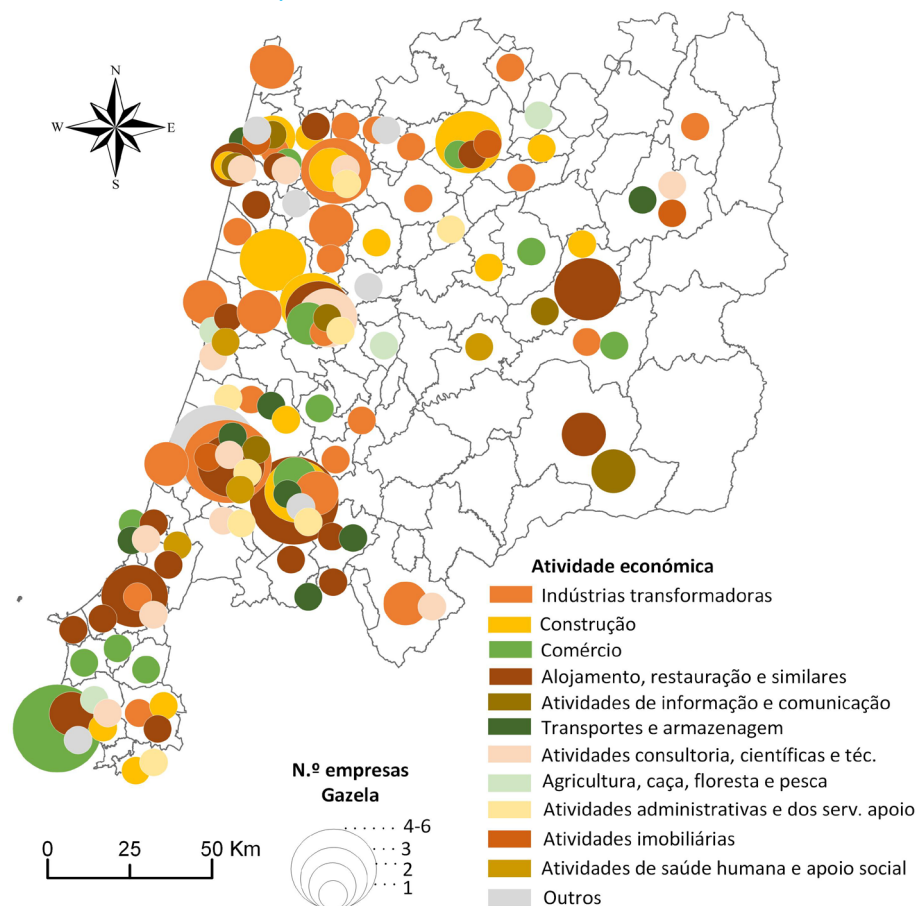 N
W
E
S
Atividade económica
Indústrias transformadoras
Construção
Comércio
Alojamento, restauração e similares
Atividades de informação e comunicação
Transportes e armazenagem
Atividades consultoria, científicas e téc.
Agricultura, caça, floresta e pesca
Atividades administrativas e dos serv. apoio
Atividades imobiliárias
Atividades de saúde humana e apoio social
Outros
N.º empresas
Gazela
4-6
3
2
1
0 25 50 Km